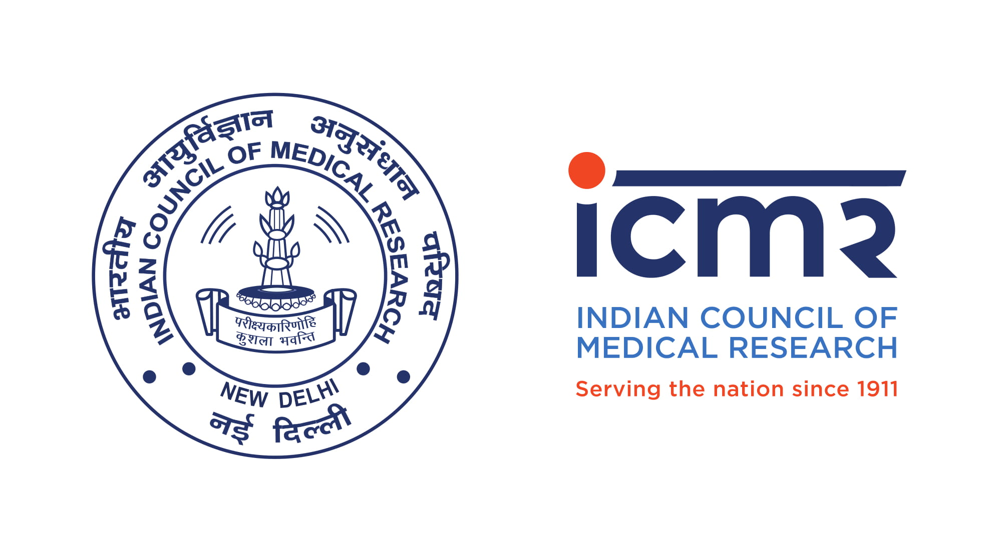 भारतीय आयुर्विज्ञान अनुसंधान परिषद
INDIAN COUNCIL OF MEDICAL RESEARCH
परीक्ष्यकारिणोहि
कुशला भवन्ति
NEW DELHI
नई दिल्ली
icmr
INDIAN COUNCIL OF
MEDICAL RESEARCH
Serving the nation since 1911